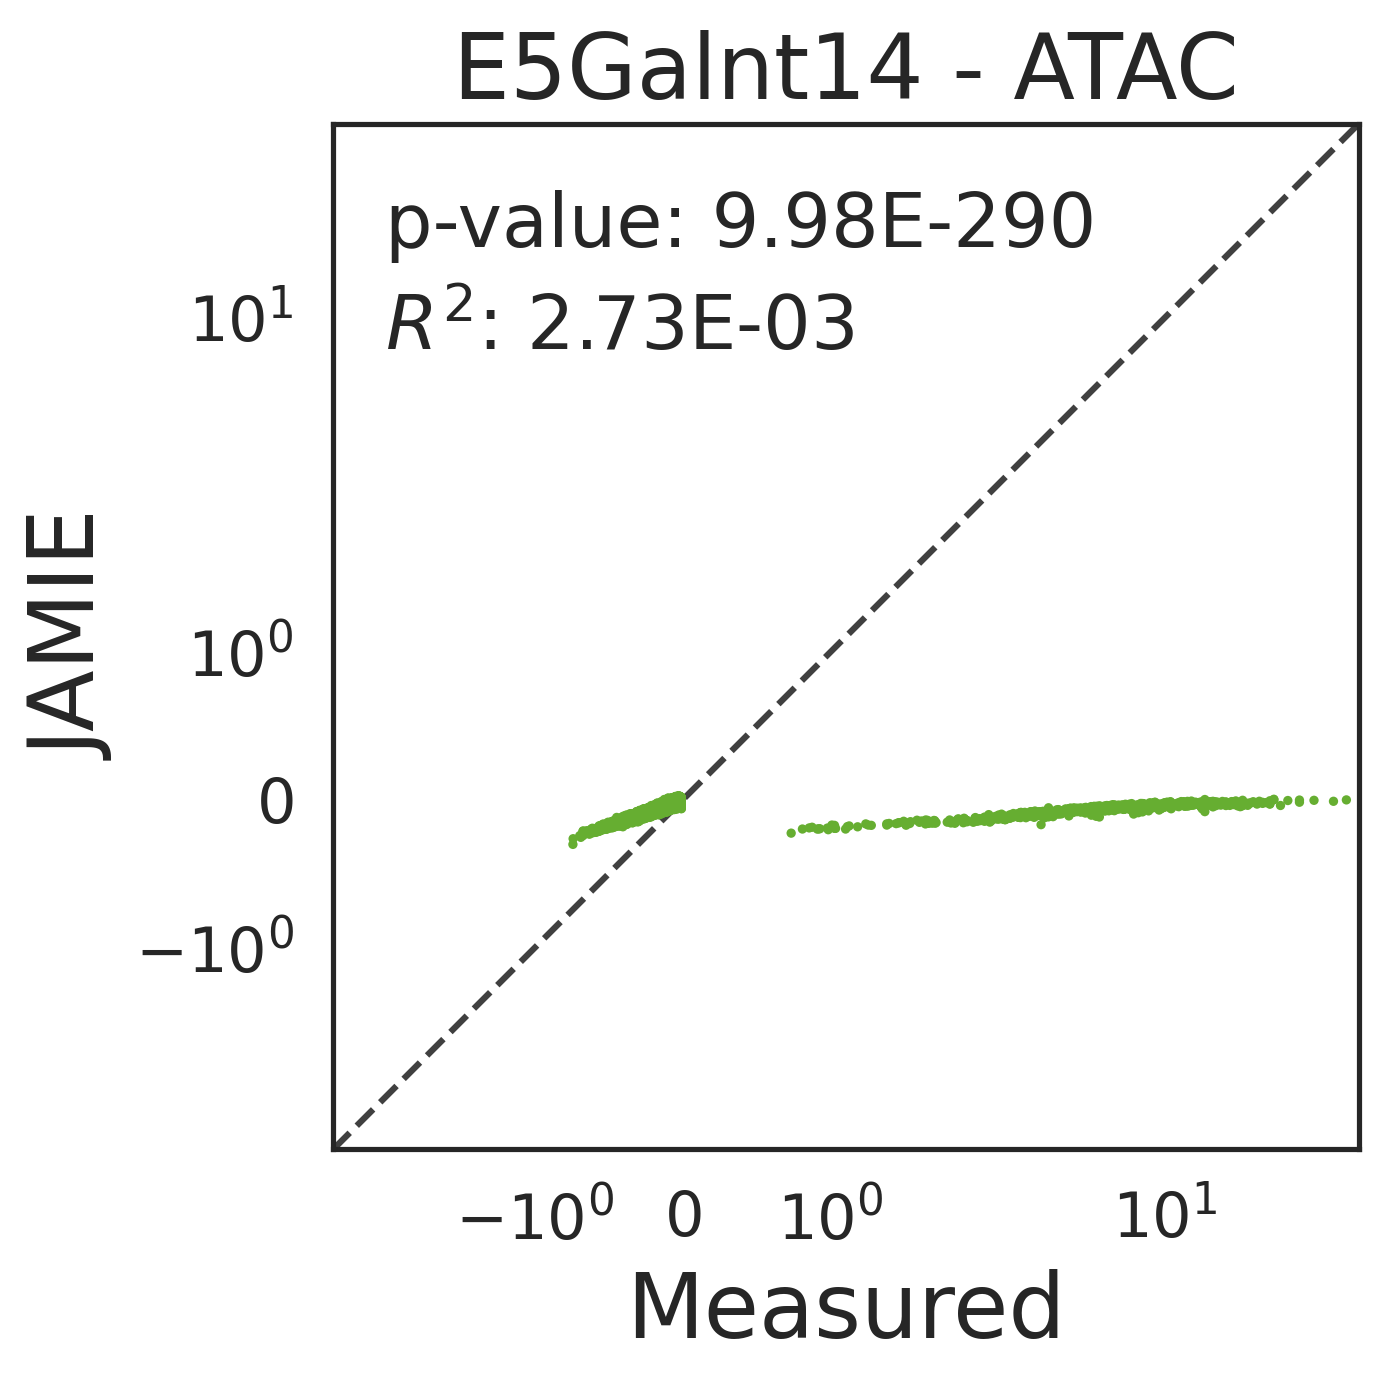 E5Galnt14 - ATAC
p-value: 9.98E-290
R²: 2.73E-03
10¹
10⁰
0
−10⁰
JAMIE
−10⁰ 0 10⁰ 10¹
Measured